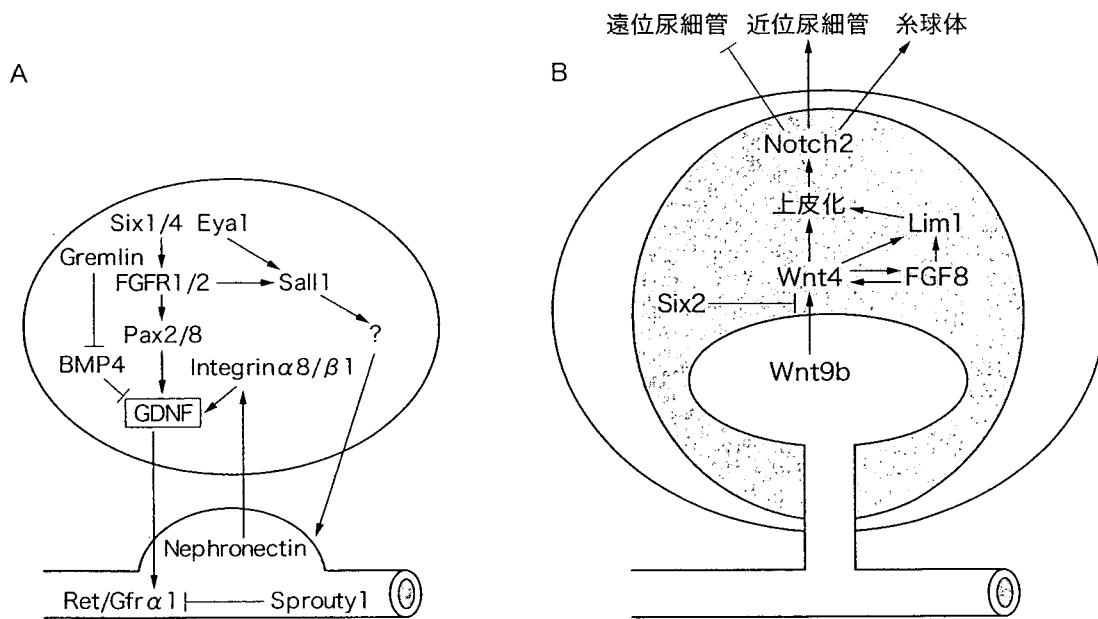 A
Six1/4 Eya1
Gremlin
FGFR1/2
Sall1
Pax2/8
?
BMP4
Integrinα8/β1
GDNF
Nephronectin
Ret/Gfrα1
Sprouty1
B
遠位尿細管 近位尿細管 糸球体
Notch2
上皮化
Lim1
Wnt4
FGF8
Six2
Wnt9b